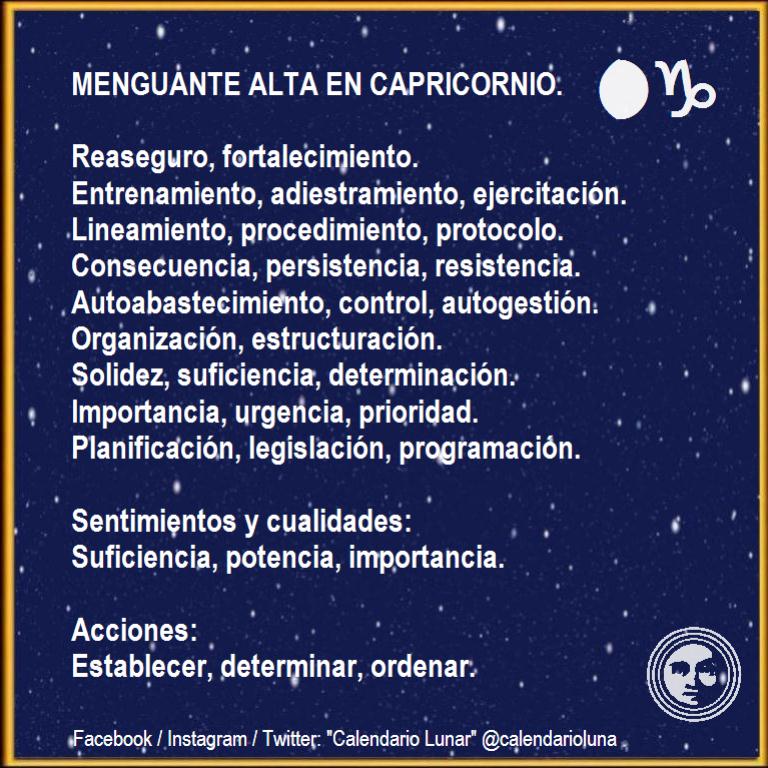 MENGUANTE ALTA EN CAPRICORNIO.
Reaseguro, fortalecimiento.
Entrenamiento, adiestramiento, ejercitación.
Lineamiento, procedimiento, protocolo.
Consecuencia, persistencia, resistencia.
Autoabastecimiento, control, autogestión.
Organización, estructuración.
Solidez, suficiencia, determinación.
Importancia, urgencia, prioridad.
Planificación, legislación, programación.
Sentimientos y cualidades:
Suficiencia, potencia, importancia.
Acciones:
Establecer, determinar, ordenar.
Facebook / Instagram / Twitter: "Calendario Lunar" @calendarioluna